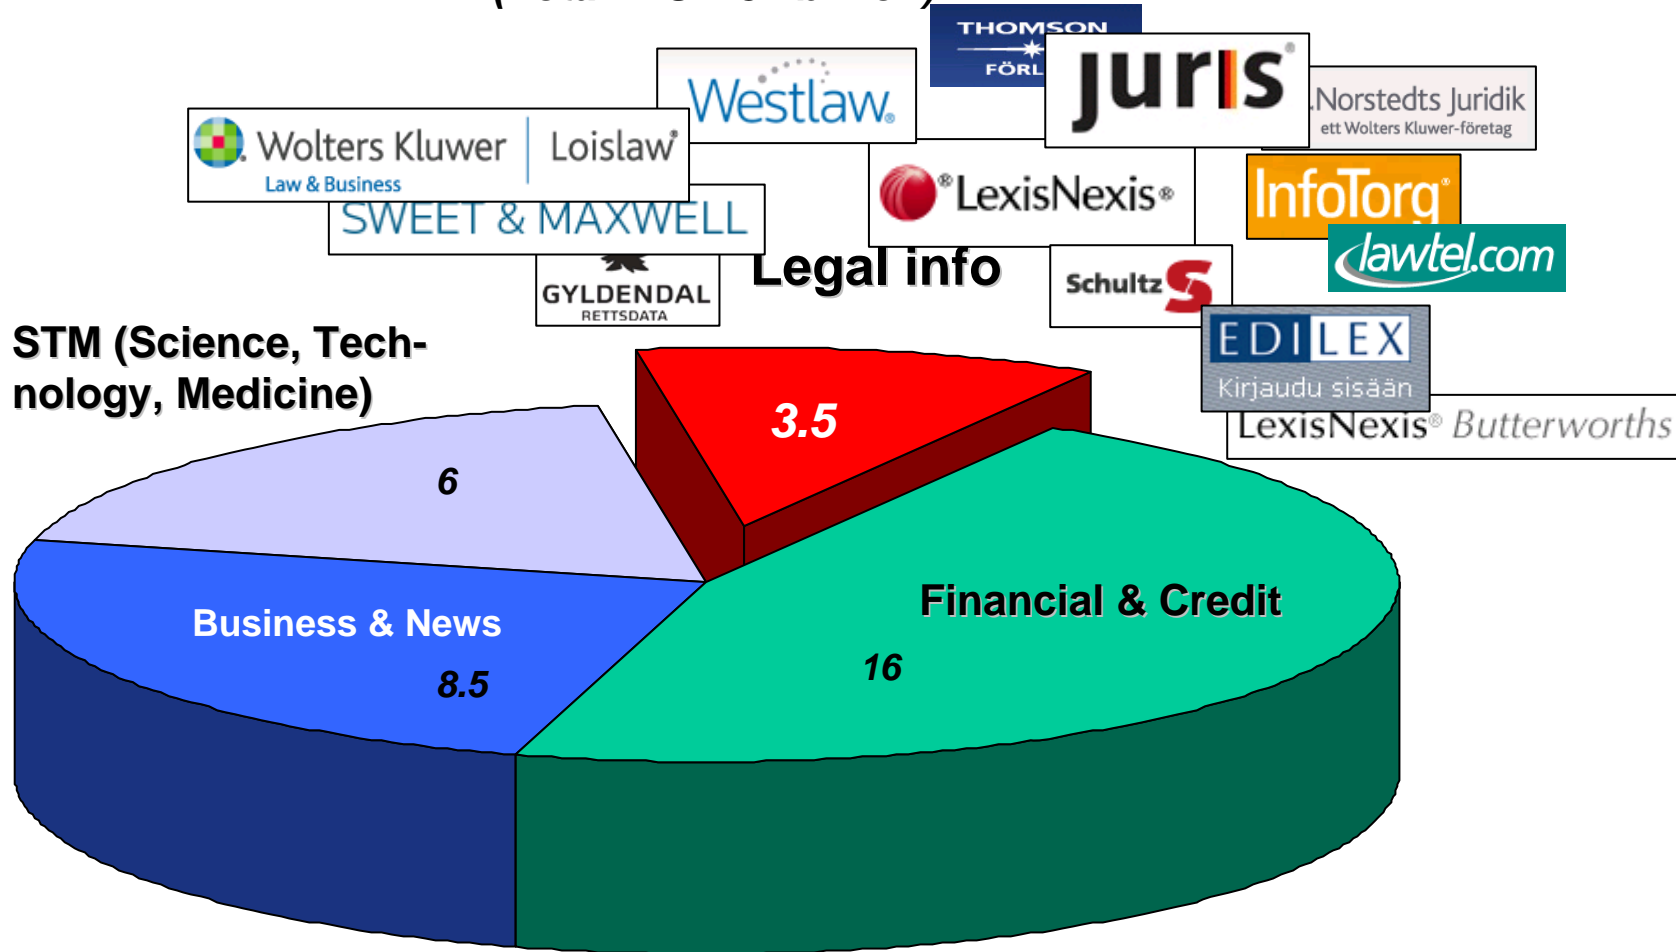 THOMSON
FÖRL
juris®
Westlaw®
.Norstedts Juridik
ett Wolters Kluwer-företag
Wolters Kluwer
Law & Business
Loislaw®
® LexisNexis®
InfoTorg®
SWEET & MAXWELL
lawtel.com
Legal info
Schultz
GYLDENDAL
RETTSDATA
EDILEX
Kirjaudu sisään
STM (Science, Tech-
nology, Medicine)
LexisNexis® Butterworths
3.5
6
Business & News
8.5
Financial & Credit
16